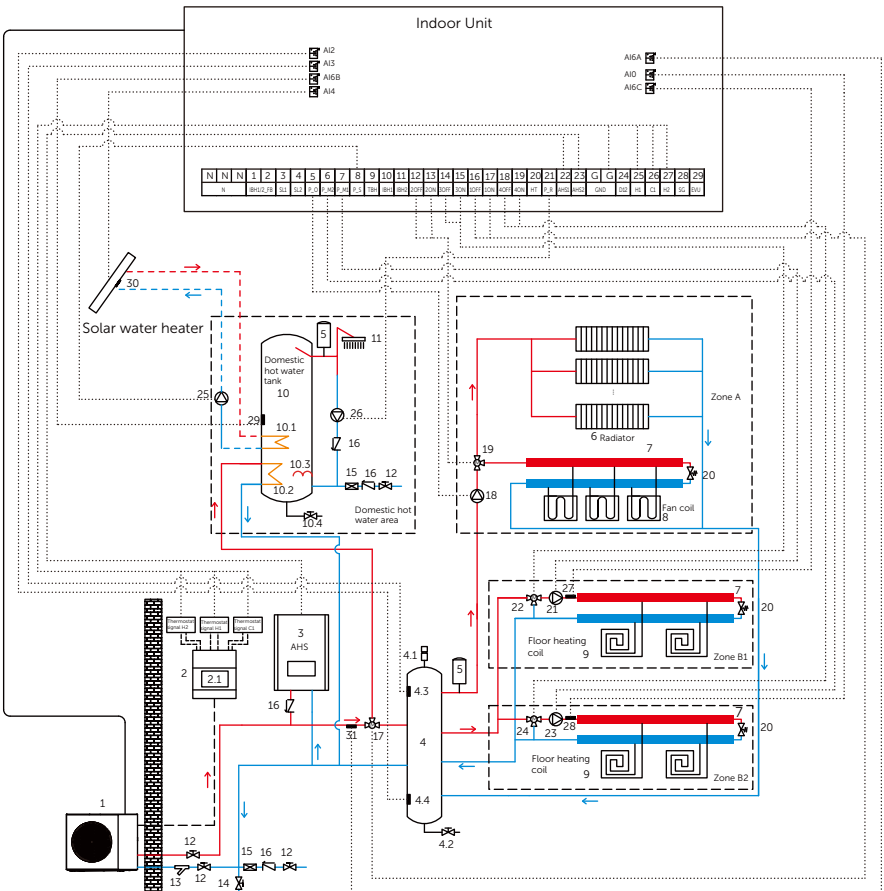 Indoor Unit
AI2
AI3
AI6B
AI4
AI6A
AI0
AI6C
N N N 1 2 3 4 5 6 7 8 9 10 11 12 13 14 15 16 17 18 19 20 21 22 23 G G 24 25 26 27 28 29
N IBH1/2_FB SL1 SL2 P_O P_M2 P_M1 P_S TBH IBH1 IBH2 2OFF 2ON 3OFF 3ON 1OFF 1ON 4OFF 4ON HT P_R AHS1 AHS2 GND DI2 H1 C1 H2 SG EVU
30
Solar water heater
5
11
Domestic
hot water
tank
10
25
26
29
10.1
16
10.3
10.2
15 16 12
10.4
Domestic hot
water area
Zone A
6 Radiator
19
7
20
18
Fan coil
8
Thermostat
signal H2
Thermostat
signal H1
Thermostat
signal C1
2
2.1
3
AHS
16
31
17
4.1
5
4.3
4
4.4
4.2
27
7
22
21
20
Floor heating
coil
9
Zone B1
7
24
23
28
20
Floor heating
coil
9
Zone B2
1
12
13
12
15
16
12
14